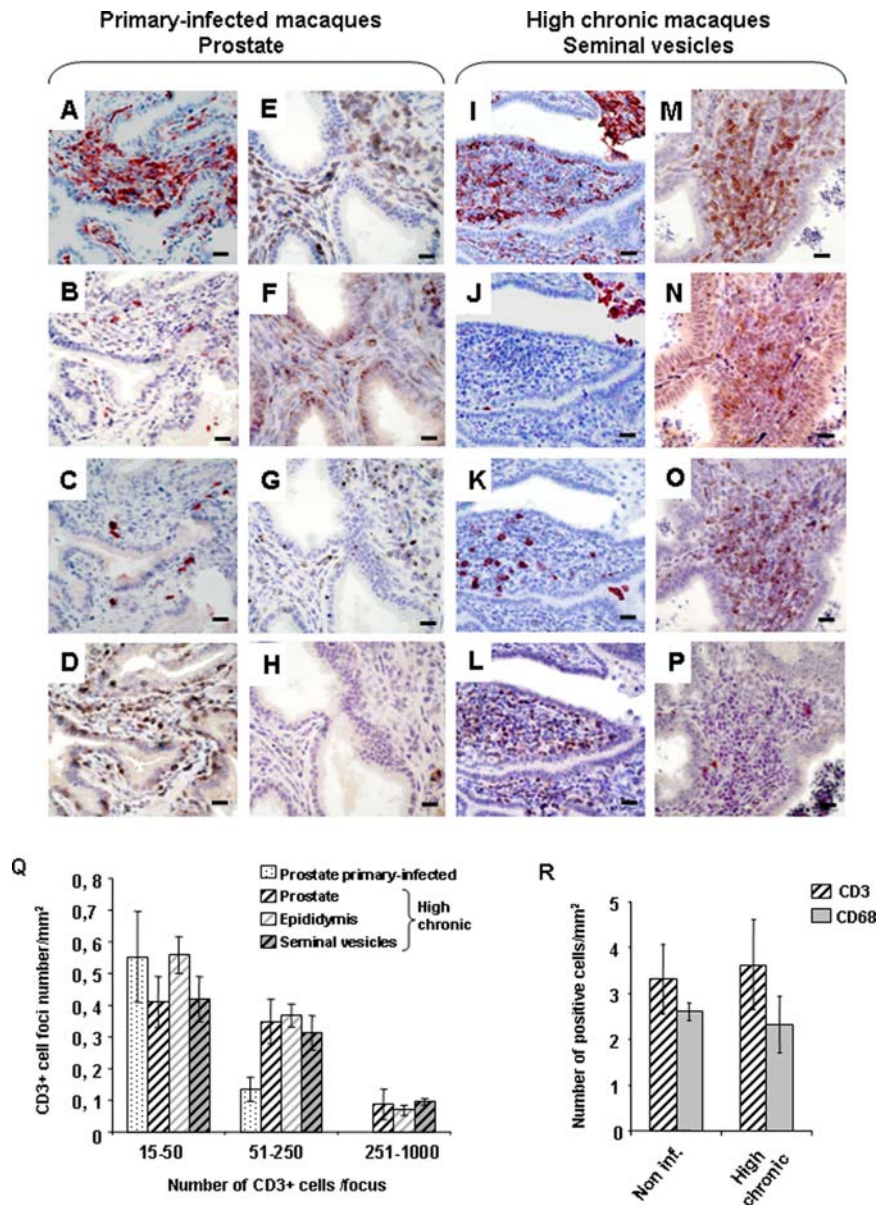 Primary-infected macaques
Prostate
High chronic macaques
Seminal vesicles
A
E
I
M
B
F
J
N
C
G
K
O
D
H
L
P
Q
CD3+ cell foci number/mm²
0, 8
0,7
0, 6
0, 5
0, 4
0, 3
0, 2
0, 1
0
15-50
51-250
251-1000
Number of CD3+ cells /focus
Prostate primary-infected
Prostate
Epididymis
Seminal vesicles
High
chronic
R
Number of positive cells/mm²
5
4
3
2
1
0
Non inf.
High
chronic
CD3
CD68